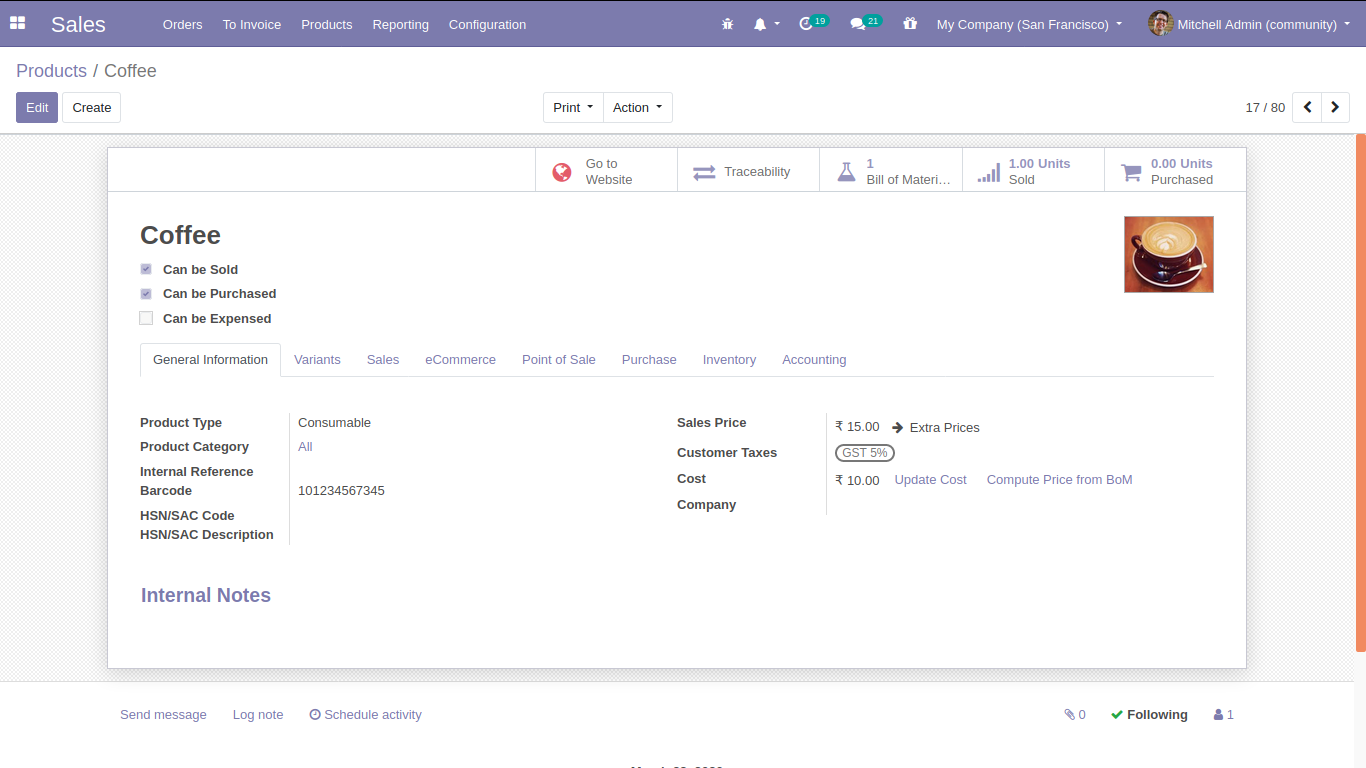 Sales Orders To Invoice Products Reporting Configuration 19 21 My Company (San Francisco) Mitchell Admin (community)
Products / Coffee
Edit Create Print Action 17 / 80
Go to
Website
Traceability
1
Bill of Materi…
1.00 Units
Sold
0.00 Units
Purchased
Coffee
Can be Sold
Can be Purchased
Can be Expensed
General Information Variants Sales eCommerce Point of Sale Purchase Inventory Accounting
Product Type Consumable
Product Category All
Internal Reference
Barcode 101234567345
HSN/SAC Code
HSN/SAC Description
Sales Price ₹ 15.00 Extra Prices
Customer Taxes GST 5%
Cost ₹ 10.00 Update Cost Compute Price from BoM
Company
Internal Notes
Send message Log note Schedule activity 0 Following 1